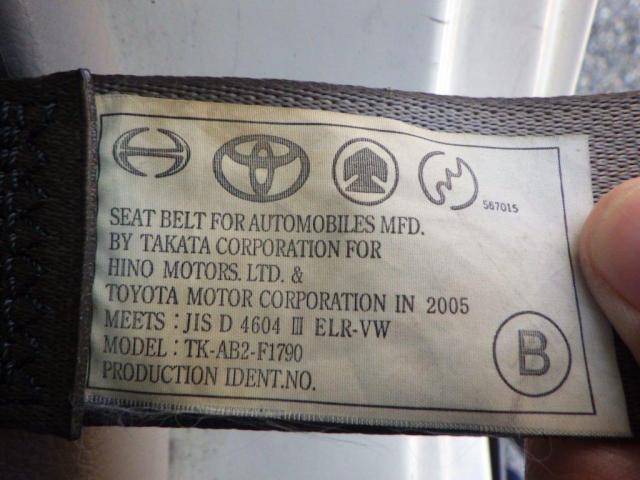 587015
SEAT BELT FOR AUTOMOBILES MFD.
BY TAKATA CORPORATION FOR
HINO MOTORS. LTD. &
TOYOTA MOTOR CORPORATION IN 2005
MEETS : JIS D 4604 III ELR-VW
MODEL : TK-AB2-F1790
PRODUCTION IDENT.NO.
B